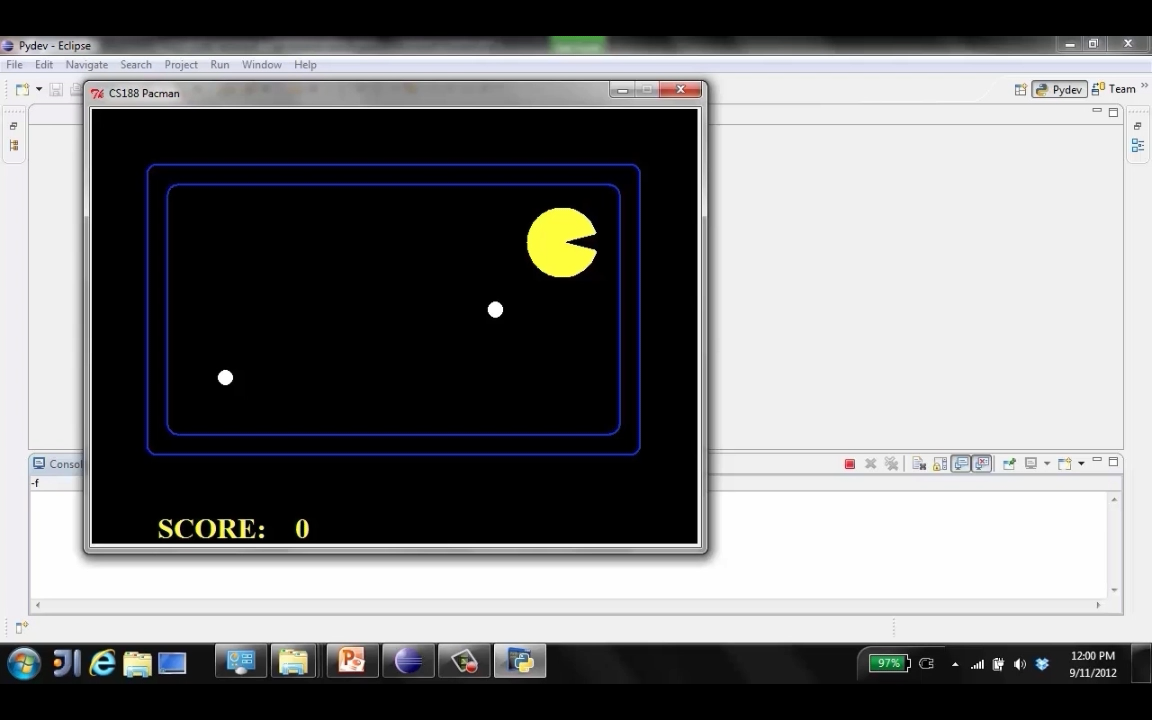 Pydev - Eclipse
File Edit Navigate Search Project Run Window Help
CS188 Pacman
Pydev
Team
SCORE: 0
Consol
-f
97%
12:00 PM
9/11/2012